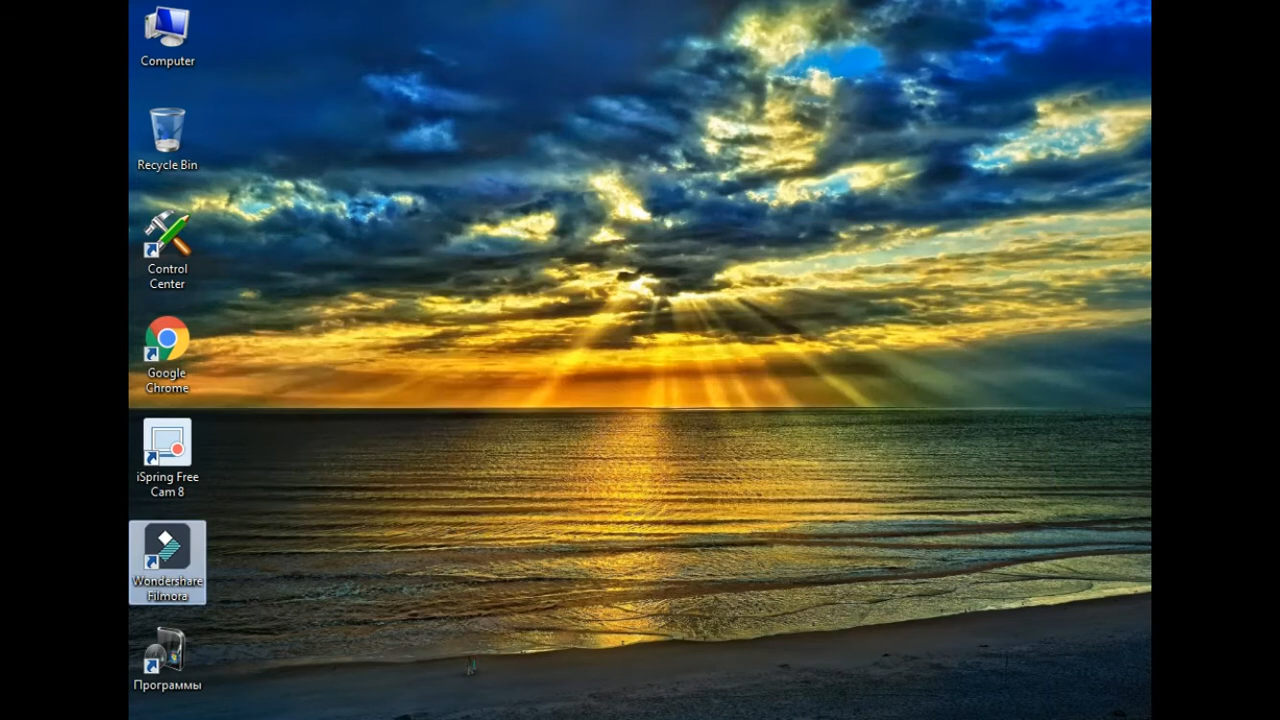 Computer
Recycle Bin
Control
Center
Google
Chrome
iSpring Free
Cam 8
Wondershare
Filmora
Программы